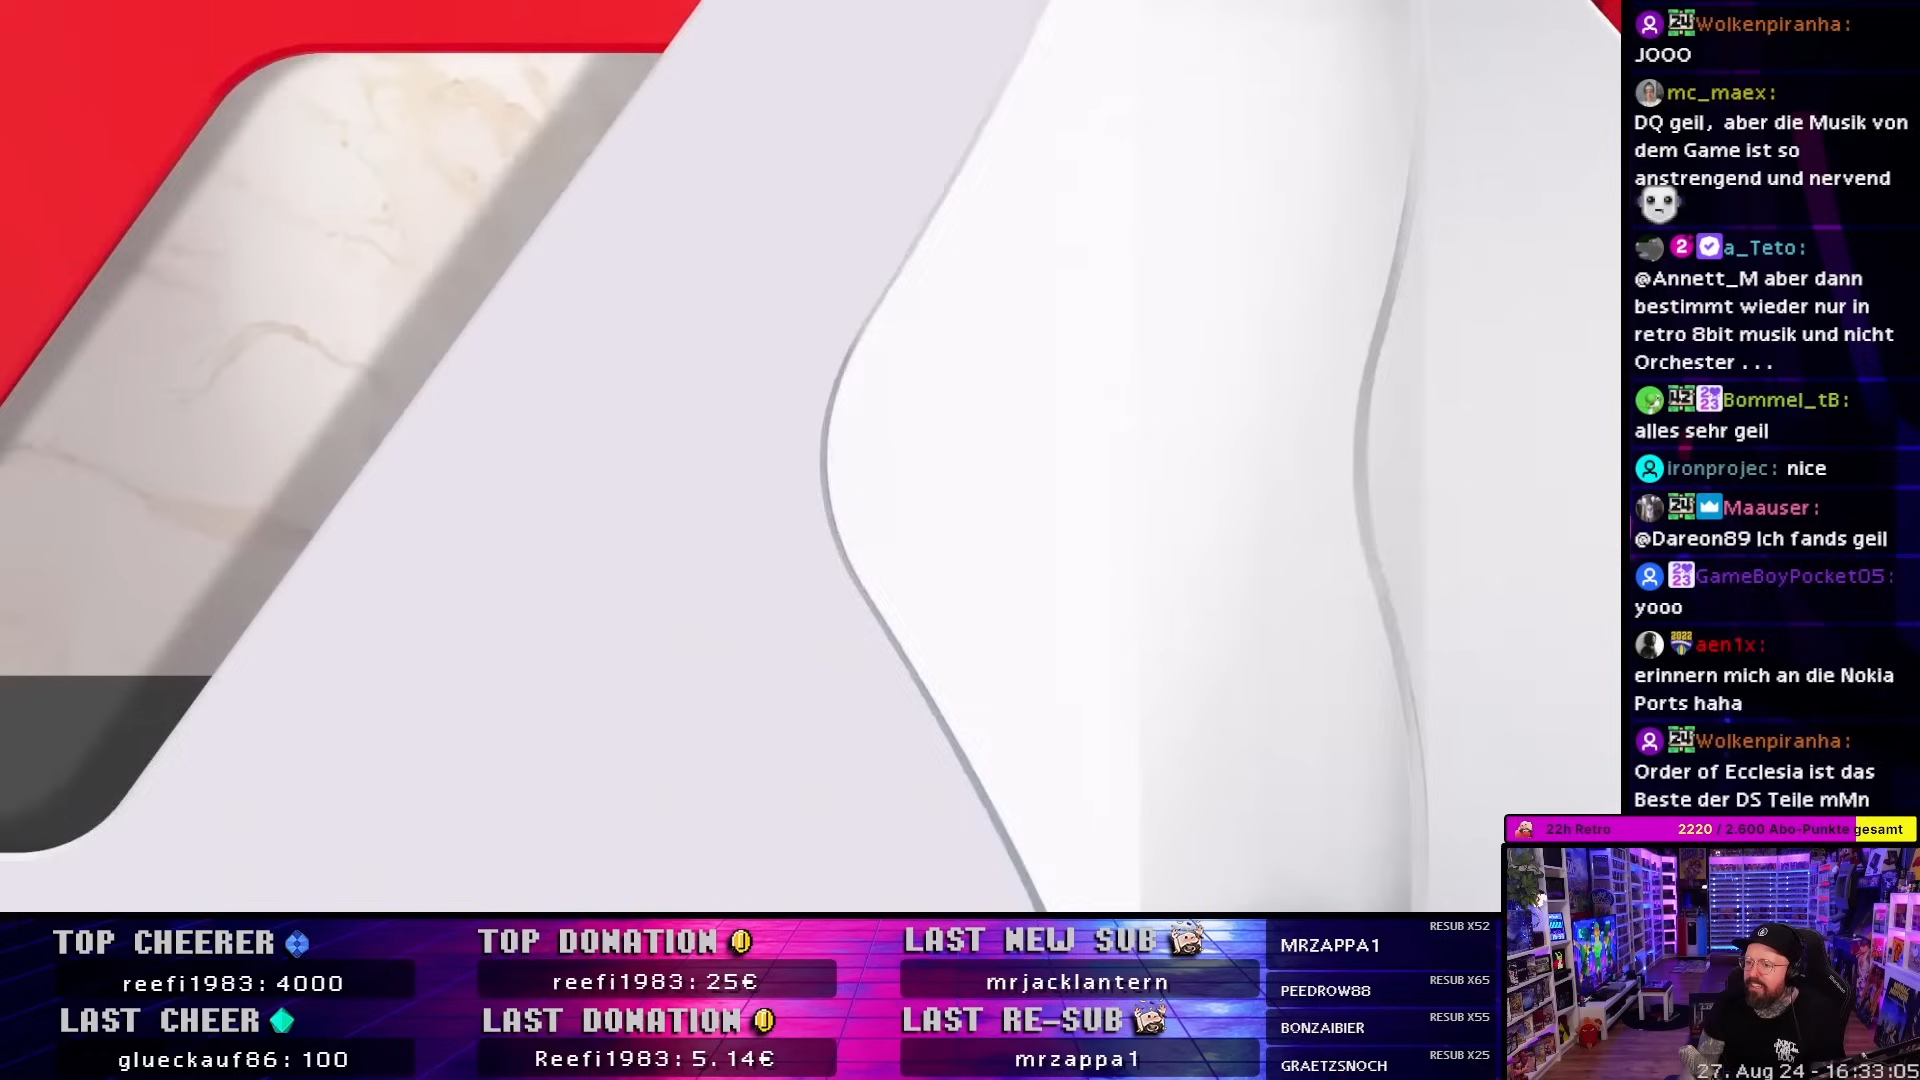 Wolkenpiranha:
JOOO
mc_maex:
DQ geil, aber die Musik von
dem Game ist so
anstrengend und nervend
2 a_Teto:
@Annett_M aber dann
bestimmt wieder nur in
retro 8bit musik und nicht
Orchester . . .
Bommel_tB:
alles sehr geil
ironprojec: nice
Maauser:
@Dareon89 Ich fands geil
GameBoyPocket05:
yooo
aen1x:
erinnern mich an die Nokia
Ports haha
Wolkenpiranha:
Order of Ecclesia ist das
Beste der DS Teile mMn
22h Retro 2220 / 2.600 Abo-Punkte gesamt
TOP CHEERER
reefi1983: 4000
LAST CHEER
glueckauf86: 100
TOP DONATION
reefi1983: 25€
LAST DONATION
Reefi1983: 5.14€
LAST NEW SUB
mrjacklantern
LAST RE-SUB
mrzappa1
MRZAPPA1 RESUB X52
PEEDROW88 RESUB X65
BONZAIBIER RESUB X55
GRAETZSNOCH RESUB X25
27. Aug 24 - 16:33:05